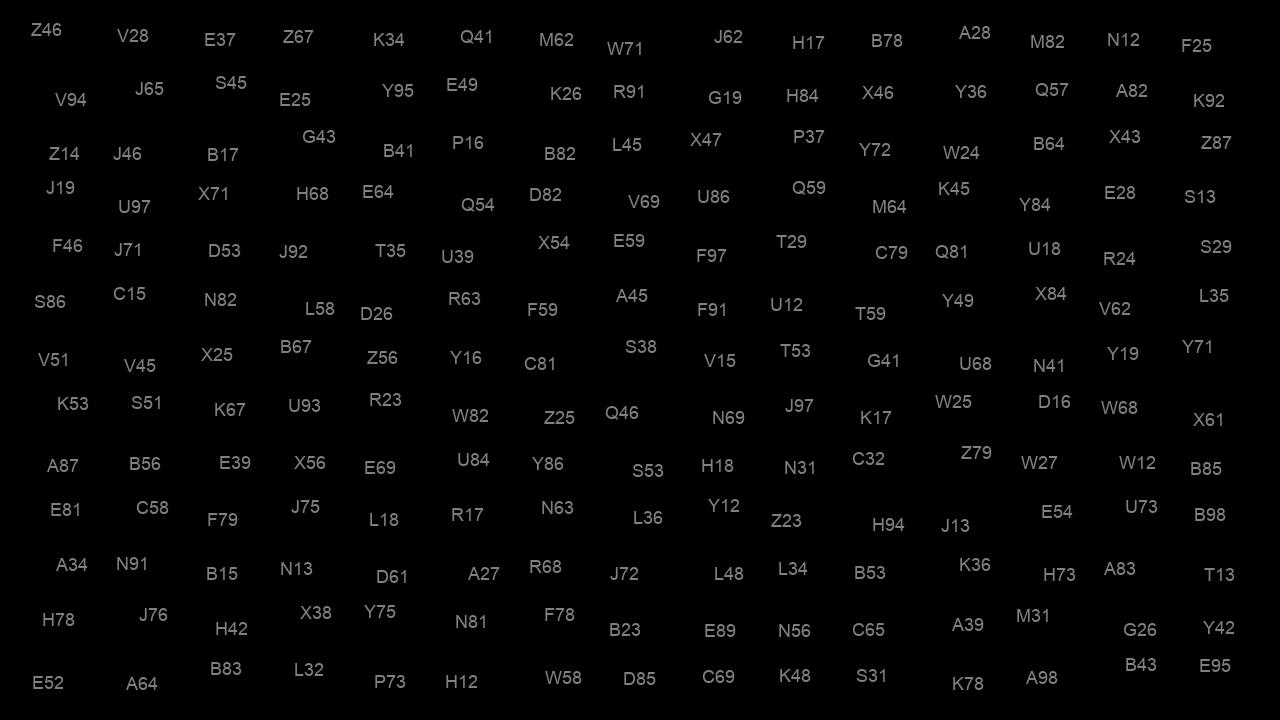 Z46 V28 E37 Z67 K34 Q41 M62 W71 J62 H17 B78 A28 M82 N12 F25
V94 J65 S45 E25 Y95 E49 K26 R91 G19 H84 X46 Y36 Q57 A82 K92
Z14 J46 B17 G43 B41 P16 B82 L45 X47 P37 Y72 W24 B64 X43 Z87
J19 U97 X71 H68 E64 Q54 D82 V69 U86 Q59 M64 K45 Y84 E28 S13
F46 J71 D53 J92 T35 U39 X54 E59 F97 T29 C79 Q81 U18 R24 S29
S86 C15 N82 L58 D26 R63 F59 A45 F91 U12 T59 Y49 X84 V62 L35
V51 V45 X25 B67 Z56 Y16 C81 S38 V15 T53 G41 U68 N41 Y19 Y71
K53 S51 K67 U93 R23 W82 Z25 Q46 N69 J97 K17 W25 D16 W68 X61
A87 B56 E39 X56 E69 U84 Y86 S53 H18 N31 C32 Z79 W27 W12 B85
E81 C58 F79 J75 L18 R17 N63 L36 Y12 Z23 H94 J13 E54 U73 B98
A34 N91 B15 N13 D61 A27 R68 J72 L48 L34 B53 K36 H73 A83 T13
H78 J76 H42 X38 Y75 N81 F78 B23 E89 N56 C65 A39 M31 G26 Y42
E52 A64 B83 L32 P73 H12 W58 D85 C69 K48 S31 K78 A98 B43 E95